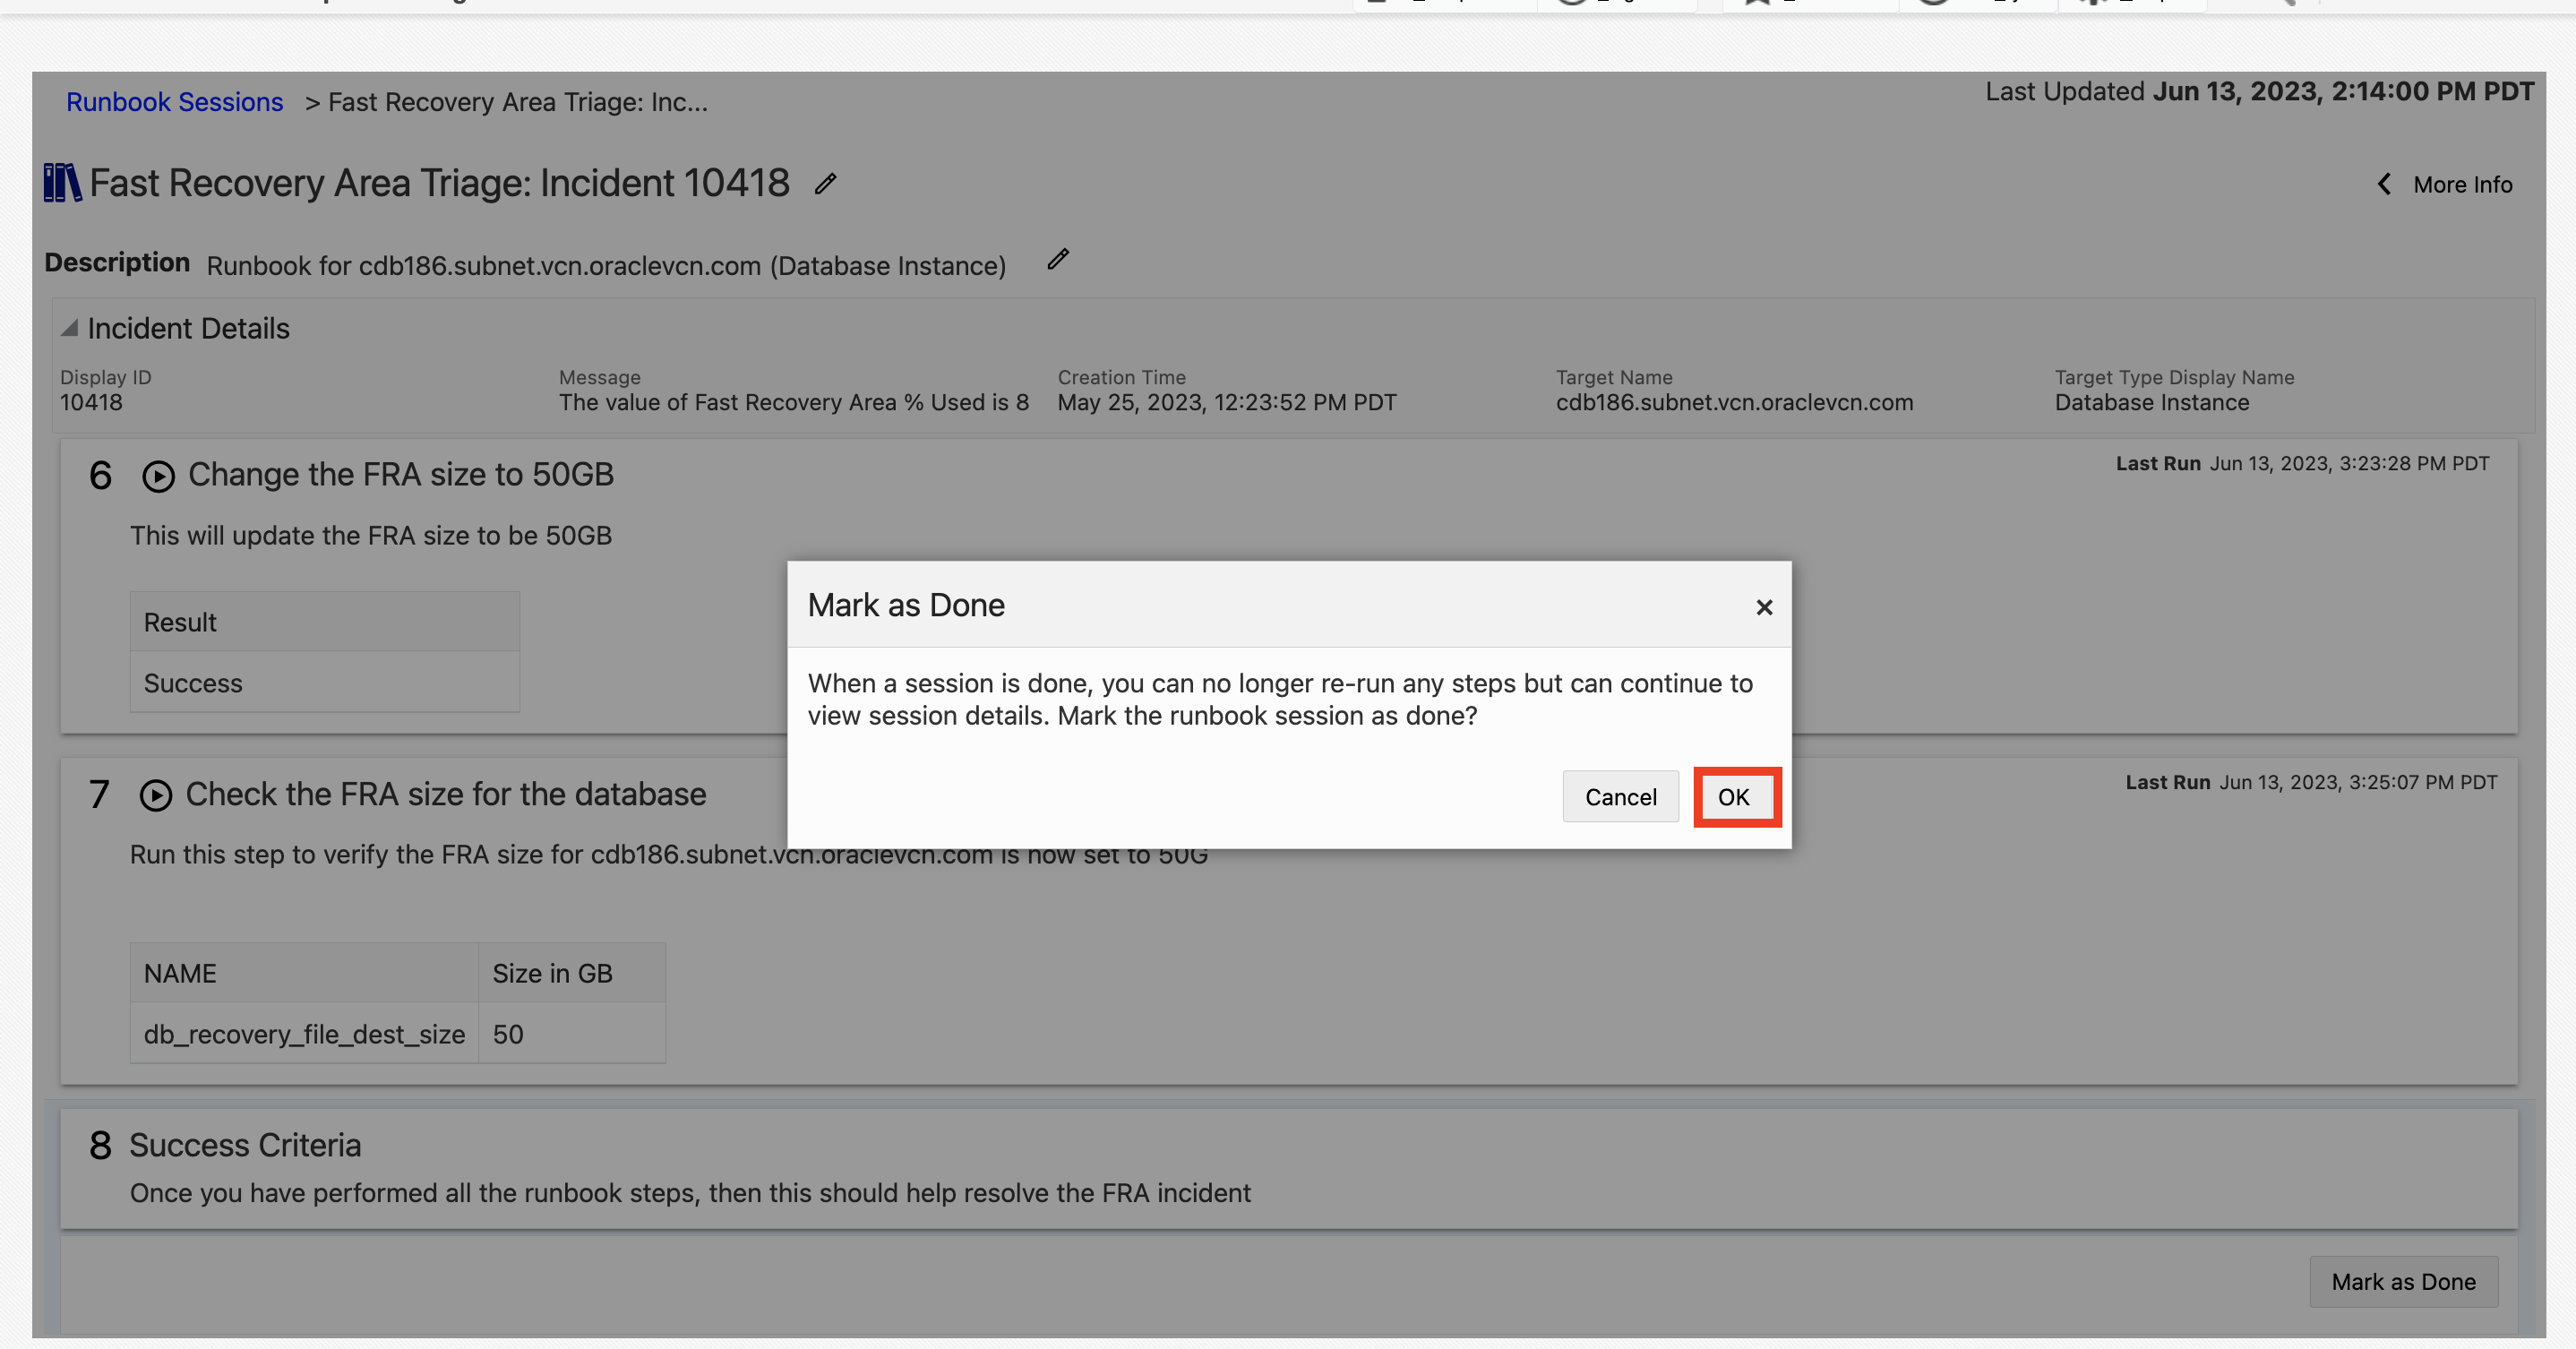 Runbook Sessions > Fast Recovery Area Triage: Inc...
Last Updated Jun 13, 2023, 2:14:00 PM PDT
Fast Recovery Area Triage: Incident 10418
More Info
Description Runbook for cdb186.subnet.vcn.oraclevcn.com (Database Instance)
Incident Details
Display ID
10418
Message
The value of Fast Recovery Area % Used is 8
Creation Time
May 25, 2023, 12:23:52 PM PDT
Target Name
cdb186.subnet.vcn.oraclevcn.com
Target Type Display Name
Database Instance
6 Change the FRA size to 50GB
Last Run Jun 13, 2023, 3:23:28 PM PDT
This will update the FRA size to be 50GB
Result
Success
Mark as Done
When a session is done, you can no longer re-run any steps but can continue to
view session details. Mark the runbook session as done?
Cancel OK
7 Check the FRA size for the database
Last Run Jun 13, 2023, 3:25:07 PM PDT
Run this step to verify the FRA size for cdb186.subnet.vcn.oraclevcn.com is now set to 50G
NAME Size in GB
db_recovery_file_dest_size 50
8 Success Criteria
Once you have performed all the runbook steps, then this should help resolve the FRA incident
Mark as Done